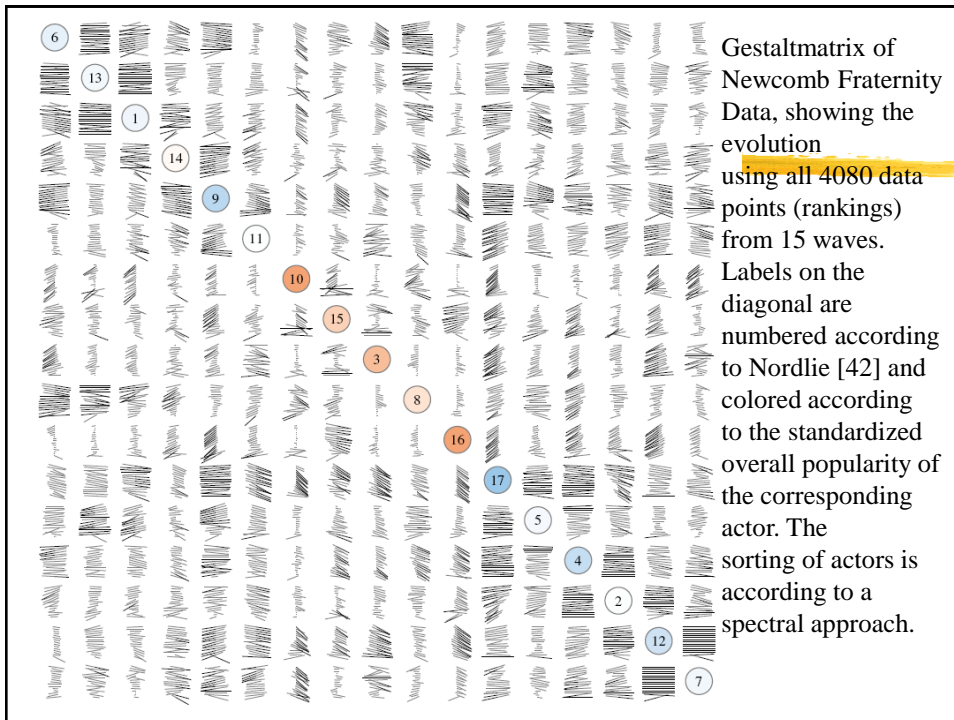 6
13
1
14
9
11
10
15
3
8
16
17
5
4
2
12
7
Gestaltmatrix of
Newcomb Fraternity
Data, showing the
evolution
using all 4080 data
points (rankings)
from 15 waves.
Labels on the
diagonal are
numbered according
to Nordlie [42] and
colored according
to the standardized
overall popularity of
the corresponding
actor. The
sorting of actors is
according to a
spectral approach.